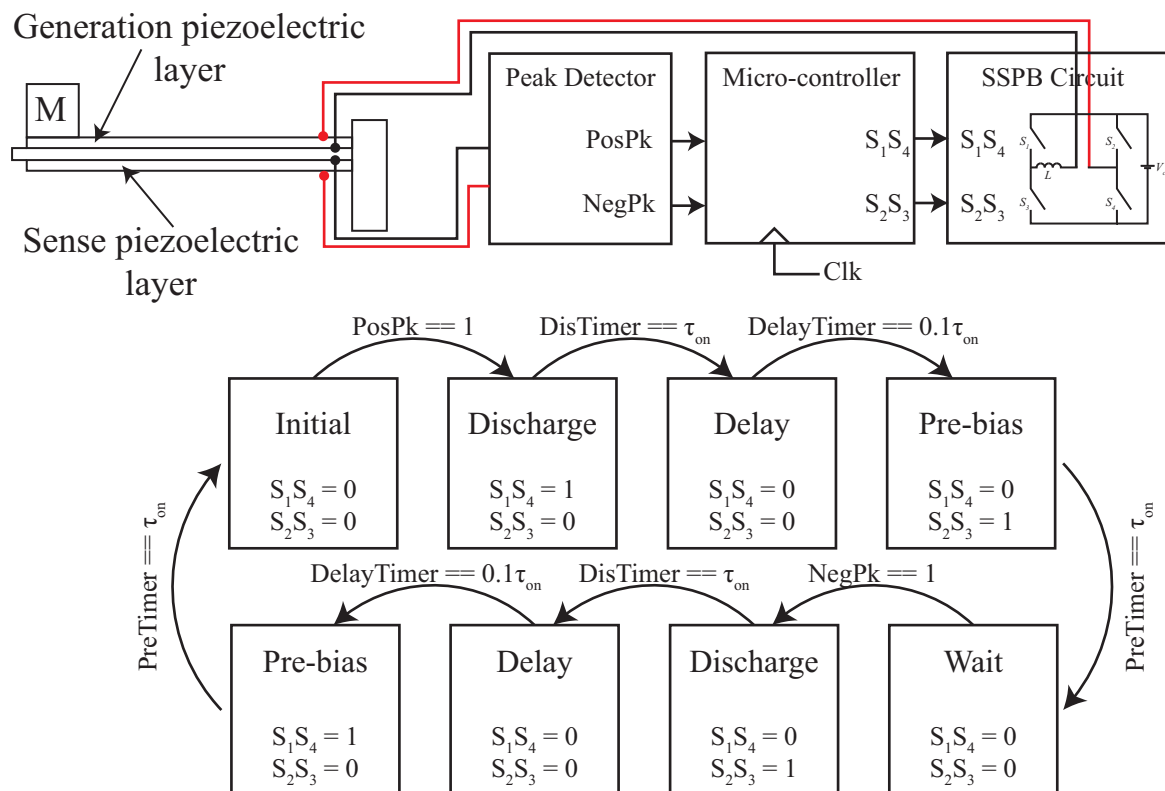 Generation piezoelectric
layer
M
Sense piezoelectric
layer
Peak Detector
PosPk
NegPk
Micro-controller
S₁S₄
S₂S₃
Clk
SSPB Circuit
S₁S₄
S₂S₃
S₁
S₂
L
S₃
S₄
PosPk == 1
DisTimer == τₒₙ
DelayTimer == 0.1τₒₙ
Initial
S₁S₄ = 0
S₂S₃ = 0
Discharge
S₁S₄ = 1
S₂S₃ = 0
Delay
S₁S₄ = 0
S₂S₃ = 0
Pre-bias
S₁S₄ = 0
S₂S₃ = 1
PreTimer == τₒₙ
PreTimer == τₒₙ
DelayTimer == 0.1τₒₙ
DisTimer == τₒₙ
NegPk == 1
Pre-bias
S₁S₄ = 1
S₂S₃ = 0
Delay
S₁S₄ = 0
S₂S₃ = 0
Discharge
S₁S₄ = 0
S₂S₃ = 1
Wait
S₁S₄ = 0
S₂S₃ = 0